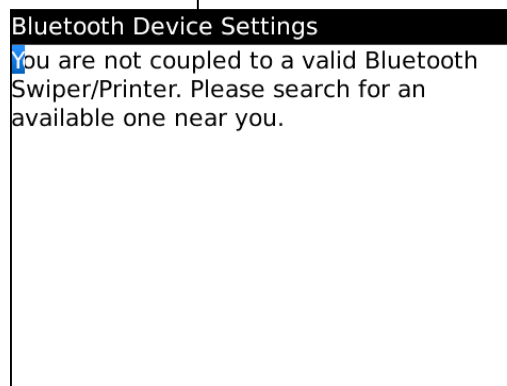 Bluetooth Device Settings
You are not coupled to a valid Bluetooth
Swiper/Printer. Please search for an
available one near you.